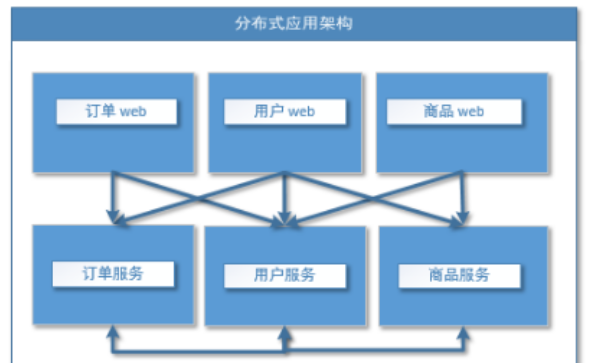 分布式应用架构
订单 web
用户 web
商品 web
订单服务
用户服务
商品服务